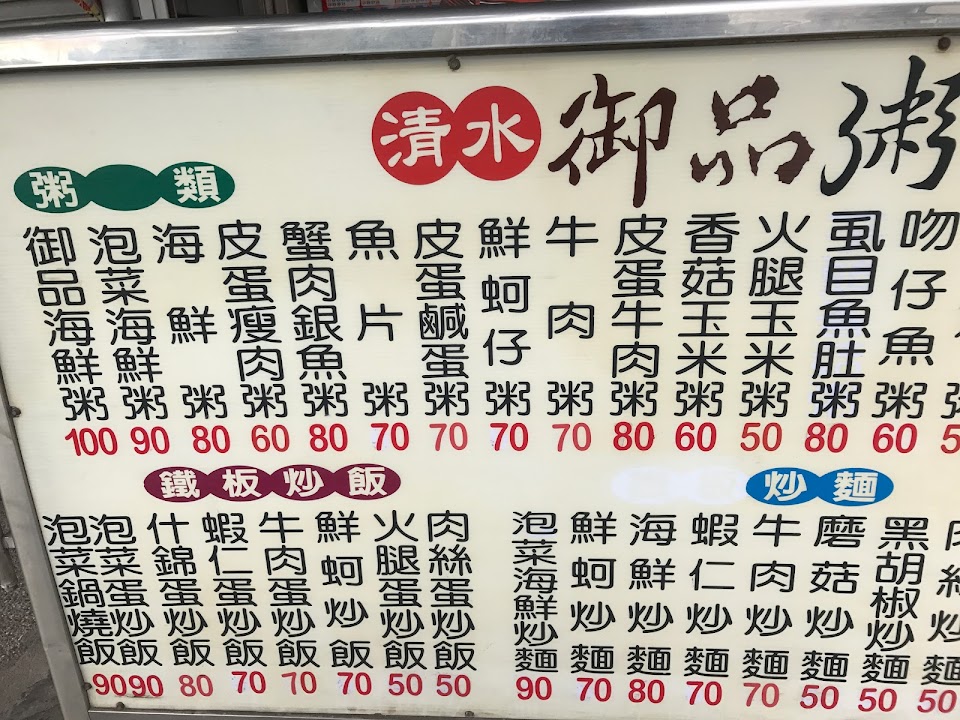 清水 御品粥
粥類
御品海鮮粥 100
泡菜海鮮粥 90
海鮮粥 80
皮蛋瘦肉粥 60
蟹肉銀魚粥 80
魚片粥 70
皮蛋鹹蛋粥 70
鮮蚵仔粥 70
牛肉粥 70
皮蛋牛肉粥 80
香菇玉米粥 60
火腿玉米粥 50
虱目魚肚粥 80
吻仔魚粥 60
鐵板炒飯
泡菜鍋燒飯 90
泡菜蛋炒飯 90
什錦蛋炒飯 80
蝦仁蛋炒飯 70
牛肉蛋炒飯 70
鮮蚵炒飯 70
火腿蛋炒飯 50
肉絲蛋炒飯 50
炒麵
泡菜海鮮炒麵 90
鮮蚵炒麵 70
海鮮炒麵 80
蝦仁炒麵 70
牛肉炒麵 70
磨菇炒麵 50
黑胡椒炒麵 50
肉絲炒麵 50